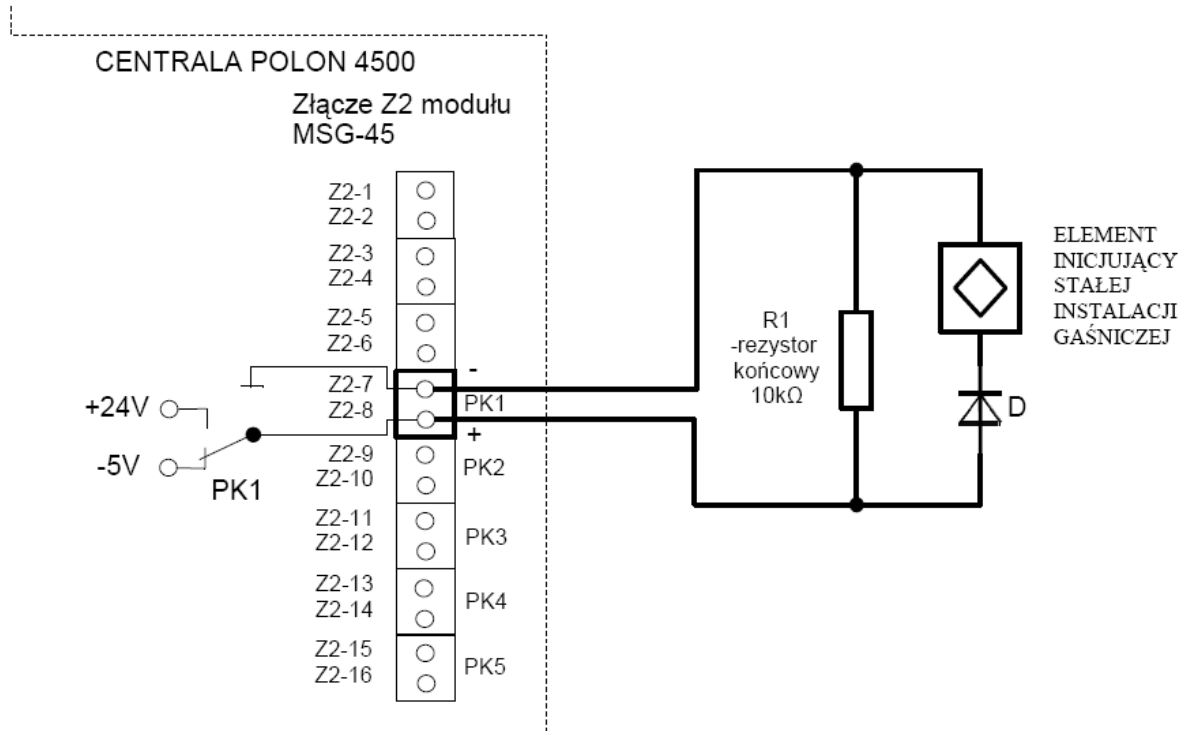 CENTRALA POLON 4500
Złącze Z2 modułu
MSG-45
Z2-1
Z2-2
Z2-3
Z2-4
Z2-5
Z2-6
Z2-7
Z2-8
Z2-9
Z2-10
Z2-11
Z2-12
Z2-13
Z2-14
Z2-15
Z2-16
-
PK1
+
PK2
PK3
PK4
PK5
+24V
-5V
PK1
R1
-rezystor
końcowy
10kΩ
ELEMENT
INICJUJĄCY
STAŁEJ
INSTALACJI
GAŚNICZEJ
D